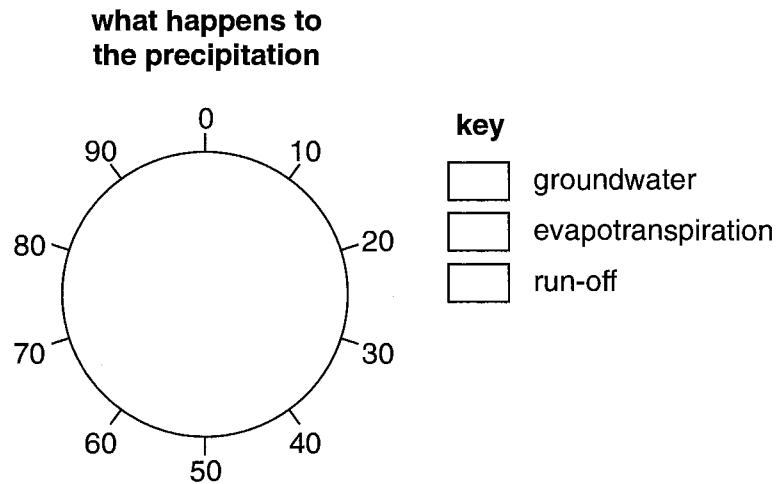 what happens to
the precipitation
0
10
20
30
40
50
60
70
80
90
key
groundwater
evapotranspiration
run-off